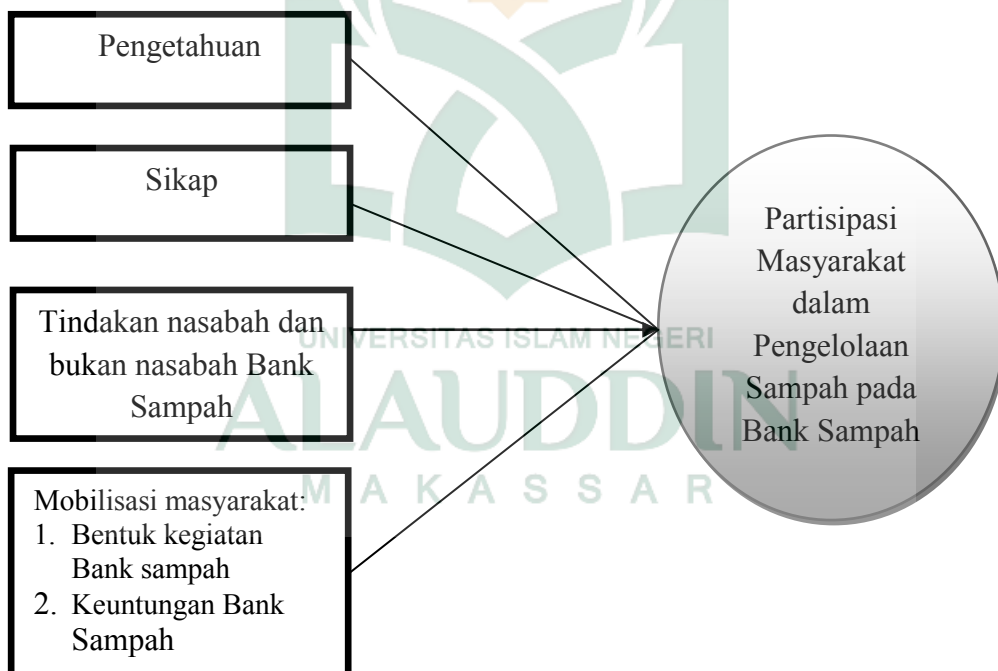 Pengetahuan
Sikap
Tindakan nasabah dan
bukan nasabah Bank
Sampah
Mobilisasi masyarakat:
1. Bentuk kegiatan
Bank sampah
2. Keuntungan Bank
Sampah
Partisipasi
Masyarakat
dalam
Pengelolaan
Sampah pada
Bank Sampah
UNIVERSITAS ISLAM NEGERI
ALAUDDIN
MAKASSAR